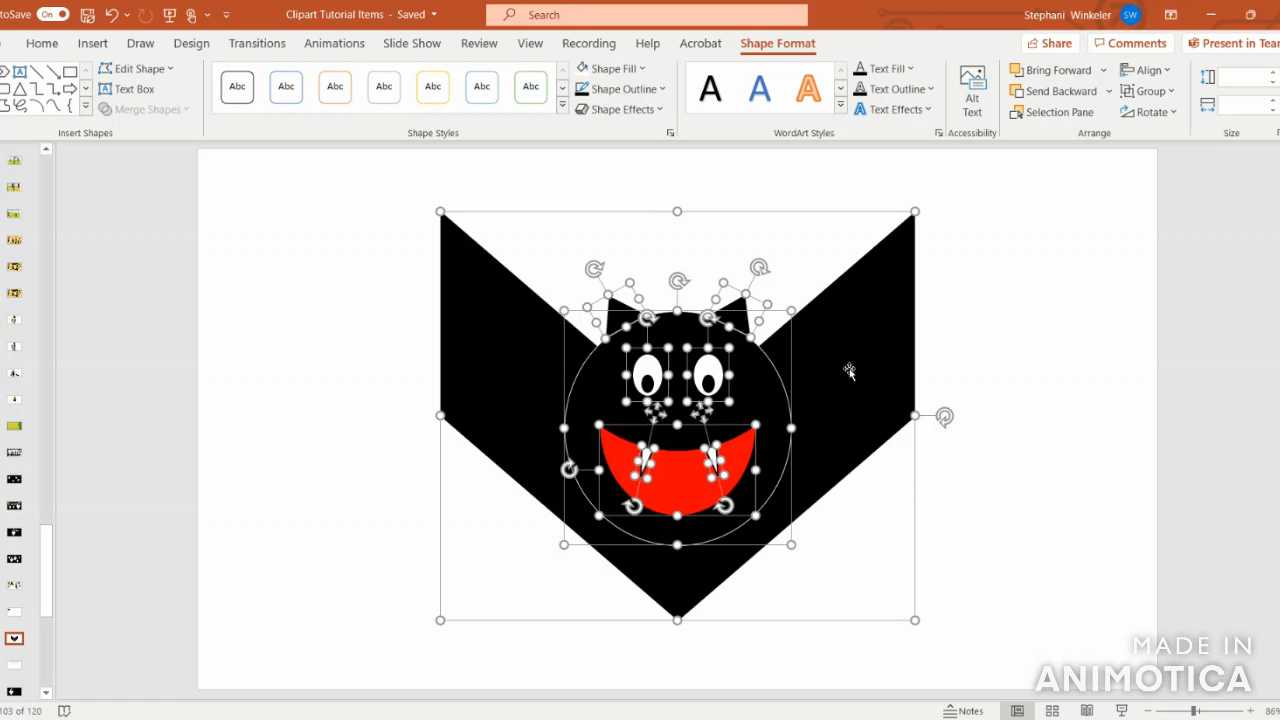 toSave On Clipart Tutorial Items - Saved Search Stephani Winkeler SW
Home Insert Draw Design Transitions Animations Slide Show Review View Recording Help Acrobat Shape Format Share Comments Present in Team
Edit Shape Abc Abc Abc Abc Abc Abc Abc Shape Fill A A A Text Fill Bring Forward Align
Text Box Shape Outline Text Outline Alt Text Send Backward Group
Merge Shapes Shape Effects Text Effects Selection Pane Rotate
Insert Shapes Shape Styles WordArt Styles Accessibility Arrange Size
MADE IN
ANIMOTICA
103 of 120 Notes 86%